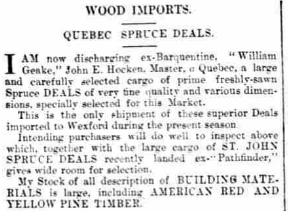 WOOD IMPORTS.
QUEBEC SPRUCE DEALS.
I AM now discharging ex-Barquentine, "William
Geake," John E. Hocken, Master, o Quebec, a large
and carefully selected cargo of prime freshly-sawn
Spruce DEALS of very fine quality and various dimen-
sions, specially selected for this Market.
This is the only shipment of these superior Deals
imported to Wexford during the present season
Intending purchasers will do well to inspect above
which, together with the large cargo of ST. JOHN
SPRUCE DEALS recently landed ex-"Pathfinder,"
gives wide room for selection.
My Stock of all description of BUILDING MATE-
RIALS is large, including AMERICAN RED AND
YELLOW PINE TIMBER.